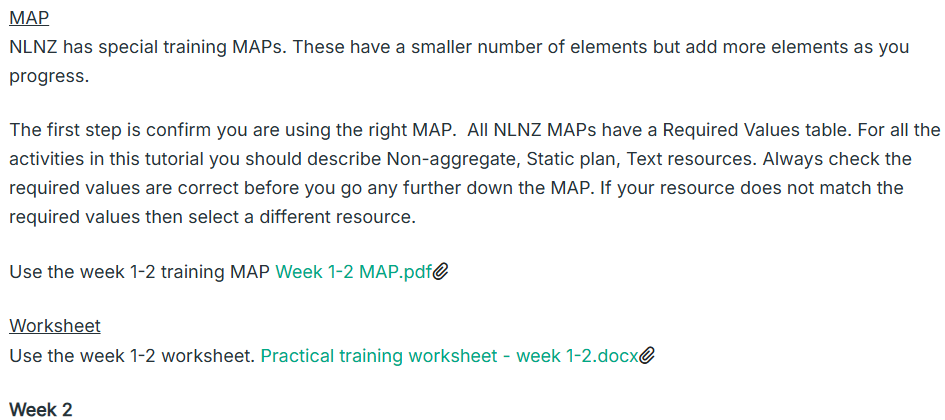 MAP
NLNZ has special training MAPs. These have a smaller number of elements but add more elements as you
progress.
The first step is confirm you are using the right MAP.  All NLNZ MAPs have a Required Values table. For all the
activities in this tutorial you should describe Non-aggregate, Static plan, Text resources. Always check the
required values are correct before you go any further down the MAP. If your resource does not match the
required values then select a different resource.
Use the week 1-2 training MAP Week 1-2 MAP.pdf
Worksheet
Use the week 1-2 worksheet. Practical training worksheet - week 1-2.docx
Week 2